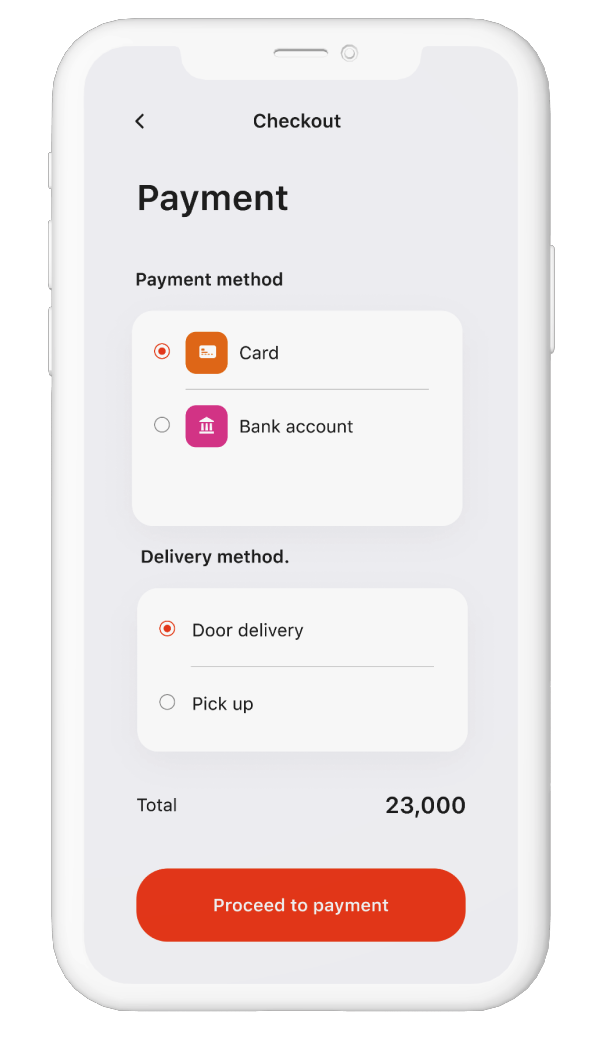 Checkout
Payment
Payment method
Card
Bank account
Delivery method.
Door delivery
Pick up
Total 23,000
Proceed to payment